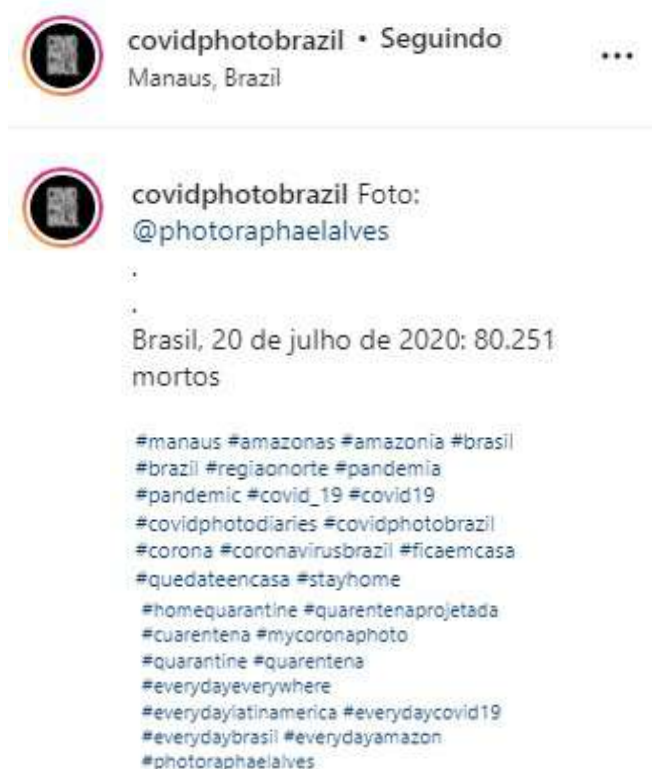 covidphotobrazil • Seguindo
Manaus, Brazil
covidphotobrazil Foto:
@photoraphaelalves
.
.
Brasil, 20 de julho de 2020: 80.251
mortos
#manaus #amazonas #amazonia #brasil
#brazil #regiaonorte #pandemia
#pandemic #covid_19 #covid19
#covidphotodiaries #covidphotobrazil
#corona #coronavirusbrazil #ficaemcasa
#quedateencasa #stayhome
#homequarantine #quarentenaprojetada
#cuarentena #mycoronaphoto
#quarantine #quarentena
#everydayeverywhere
#everydaylatinamerica #everydaycovid19
#everydaybrasil #everydayamazon
#photoraphaelalves